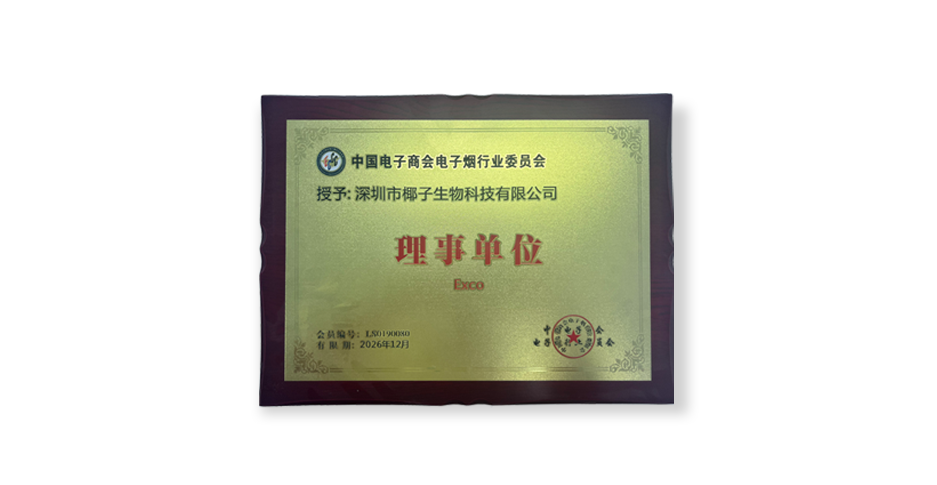 中国电子商会电子烟行业委员会
授予: 深圳市椰子生物科技有限公司
理事单位
Exco
会员编号: LS0190080
有 限 期: 2026年12月